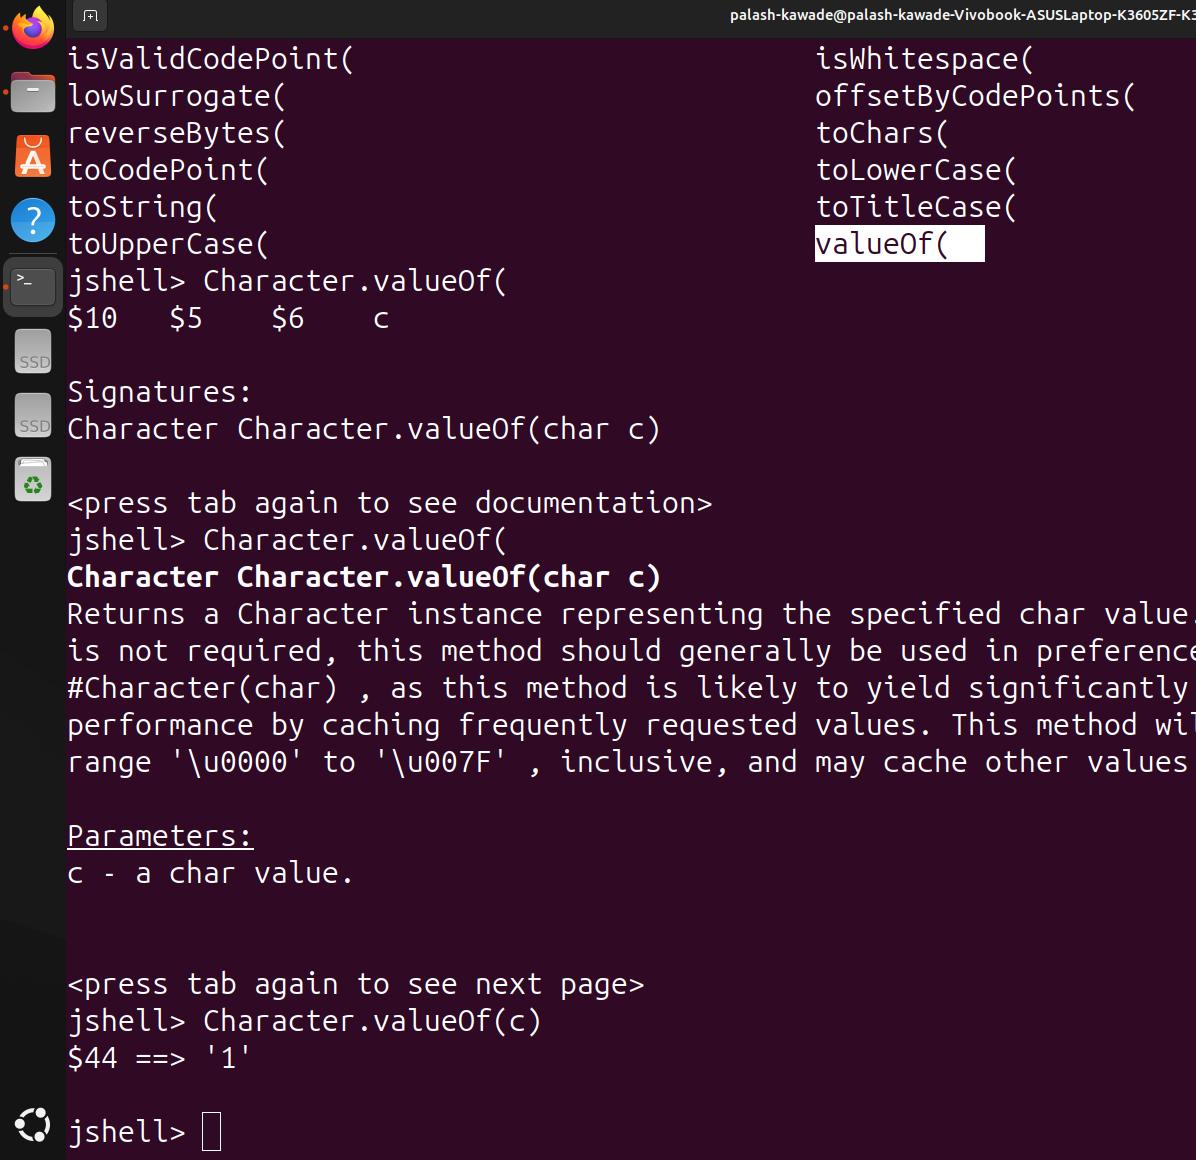 palash-kawade@palash-kawade-Vivobook-ASUSLaptop-K3605ZF-K3
isValidCodePoint( isWhitespace(
lowSurrogate( offsetByCodePoints(
reverseBytes( toChars(
toCodePoint( toLowerCase(
toString( toTitleCase(
toUpperCase( valueOf(
jshell> Character.valueOf(
$10 $5 $6 c
Signatures:
Character Character.valueOf(char c)
<press tab again to see documentation>
jshell> Character.valueOf(
Character Character.valueOf(char c)
Returns a Character instance representing the specified char value.
is not required, this method should generally be used in preference
#Character(char) , as this method is likely to yield significantly
performance by caching frequently requested values. This method wil
range '\u0000' to '\u007F' , inclusive, and may cache other values
Parameters:
c - a char value.
<press tab again to see next page>
jshell> Character.valueOf(c)
$44 ==> '1'
jshell>
SSD
SSD